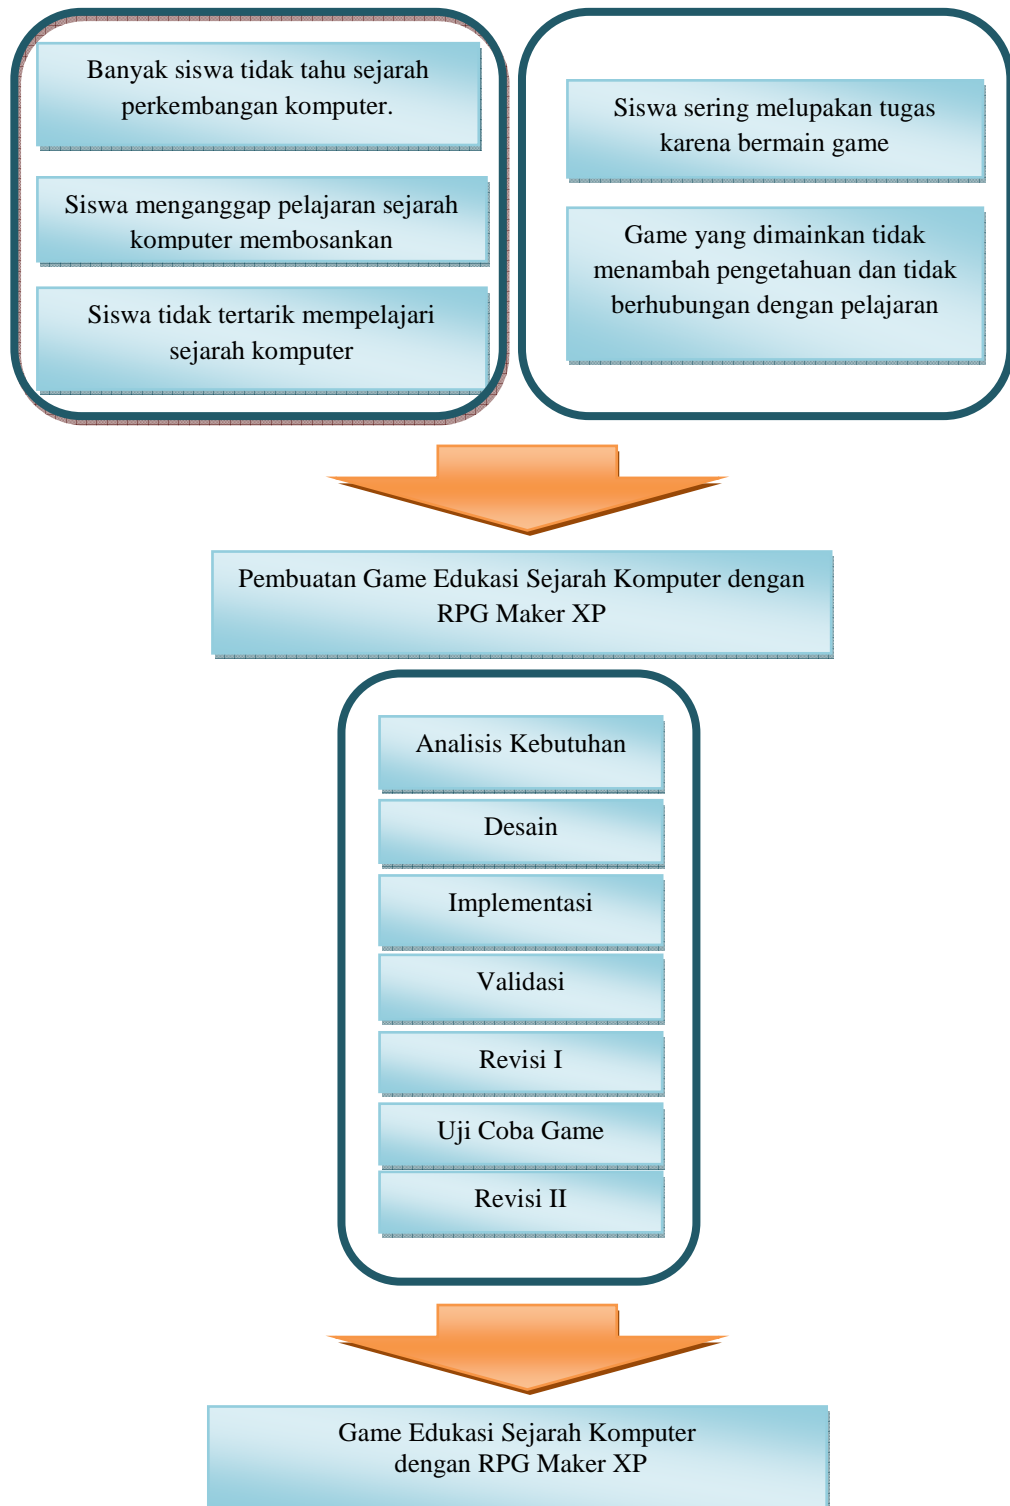 Banyak siswa tidak tahu sejarah
perkembangan komputer.
Siswa menganggap pelajaran sejarah
komputer membosankan
Siswa tidak tertarik mempelajari
sejarah komputer
Siswa sering melupakan tugas
karena bermain game
Game yang dimainkan tidak
menambah pengetahuan dan tidak
berhubungan dengan pelajaran
Pembuatan Game Edukasi Sejarah Komputer dengan
RPG Maker XP
Analisis Kebutuhan
Desain
Implementasi
Validasi
Revisi I
Uji Coba Game
Revisi II
Game Edukasi Sejarah Komputer
dengan RPG Maker XP